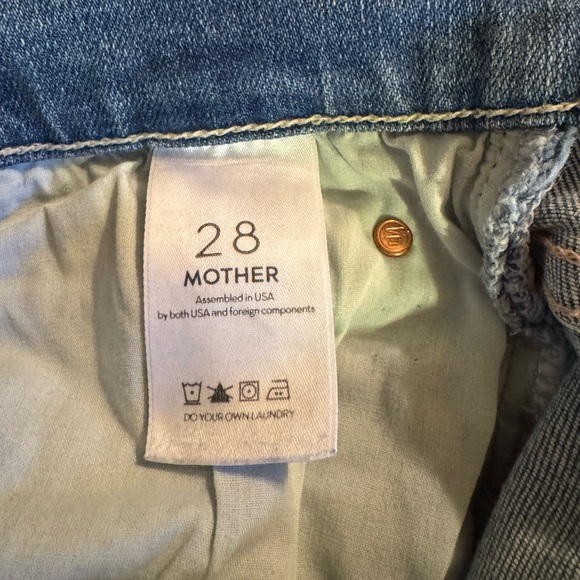 28
MOTHER
Assembled in USA
by both USA and foreign components
DO YOUR OWN LAUNDRY